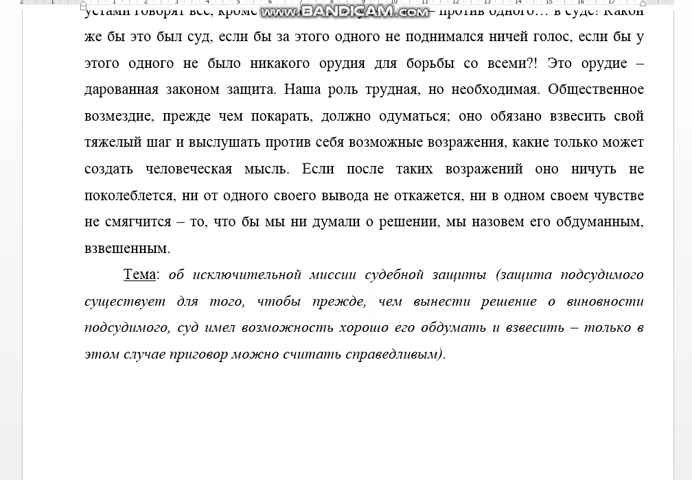 устами говорят все, кроме – против одного… в суде! Какой
www.BANDICAM.com
же бы это был суд, если бы за этого одного не поднимался ничей голос, если бы у
этого одного не было никакого орудия для борьбы со всеми?! Это орудие –
дарованная законом защита. Наша роль трудная, но необходимая. Общественное
возмездие, прежде чем покарать, должно одуматься; оно обязано взвесить свой
тяжелый шаг и выслушать против себя возможные возражения, какие только может
создать человеческая мысль. Если после таких возражений оно ничуть не
поколеблется, ни от одного своего вывода не откажется, ни в одном своем чувстве
не смягчится – то, что бы мы ни думали о решении, мы назовем его обдуманным,
взвешенным.
Тема: об исключительной миссии судебной защиты (защита подсудимого
существует для того, чтобы прежде, чем вынести решение о виновности
подсудимого, суд имел возможность хорошо его обдумать и взвесить – только в
этом случае приговор можно считать справедливым).